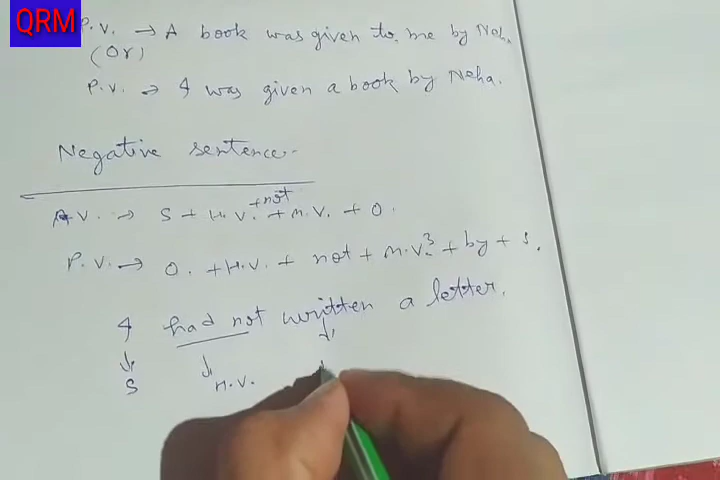 QRM
P.V. → A book was given to me by Neha.
(Or)
P.V. → I was given a book by Neha.
Negative sentence-
A.V. → S + H.V. + not + M.V. + O.
P.V. → O. + H.V. + not + M.V.³ + by + S.
I had not written a letter.
↓ ↓ ↓
S H.V.